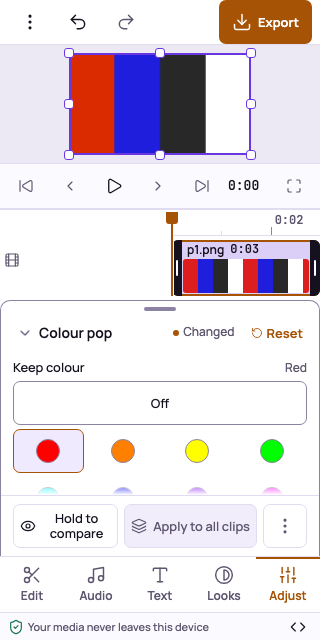 Export
0:00
0:02
p1.png 0:03
Colour pop
Changed
Reset
Keep colour
Red
Off
Hold to
compare
Apply to all clips
Edit
Audio
Text
Looks
Adjust
Your media never leaves this device